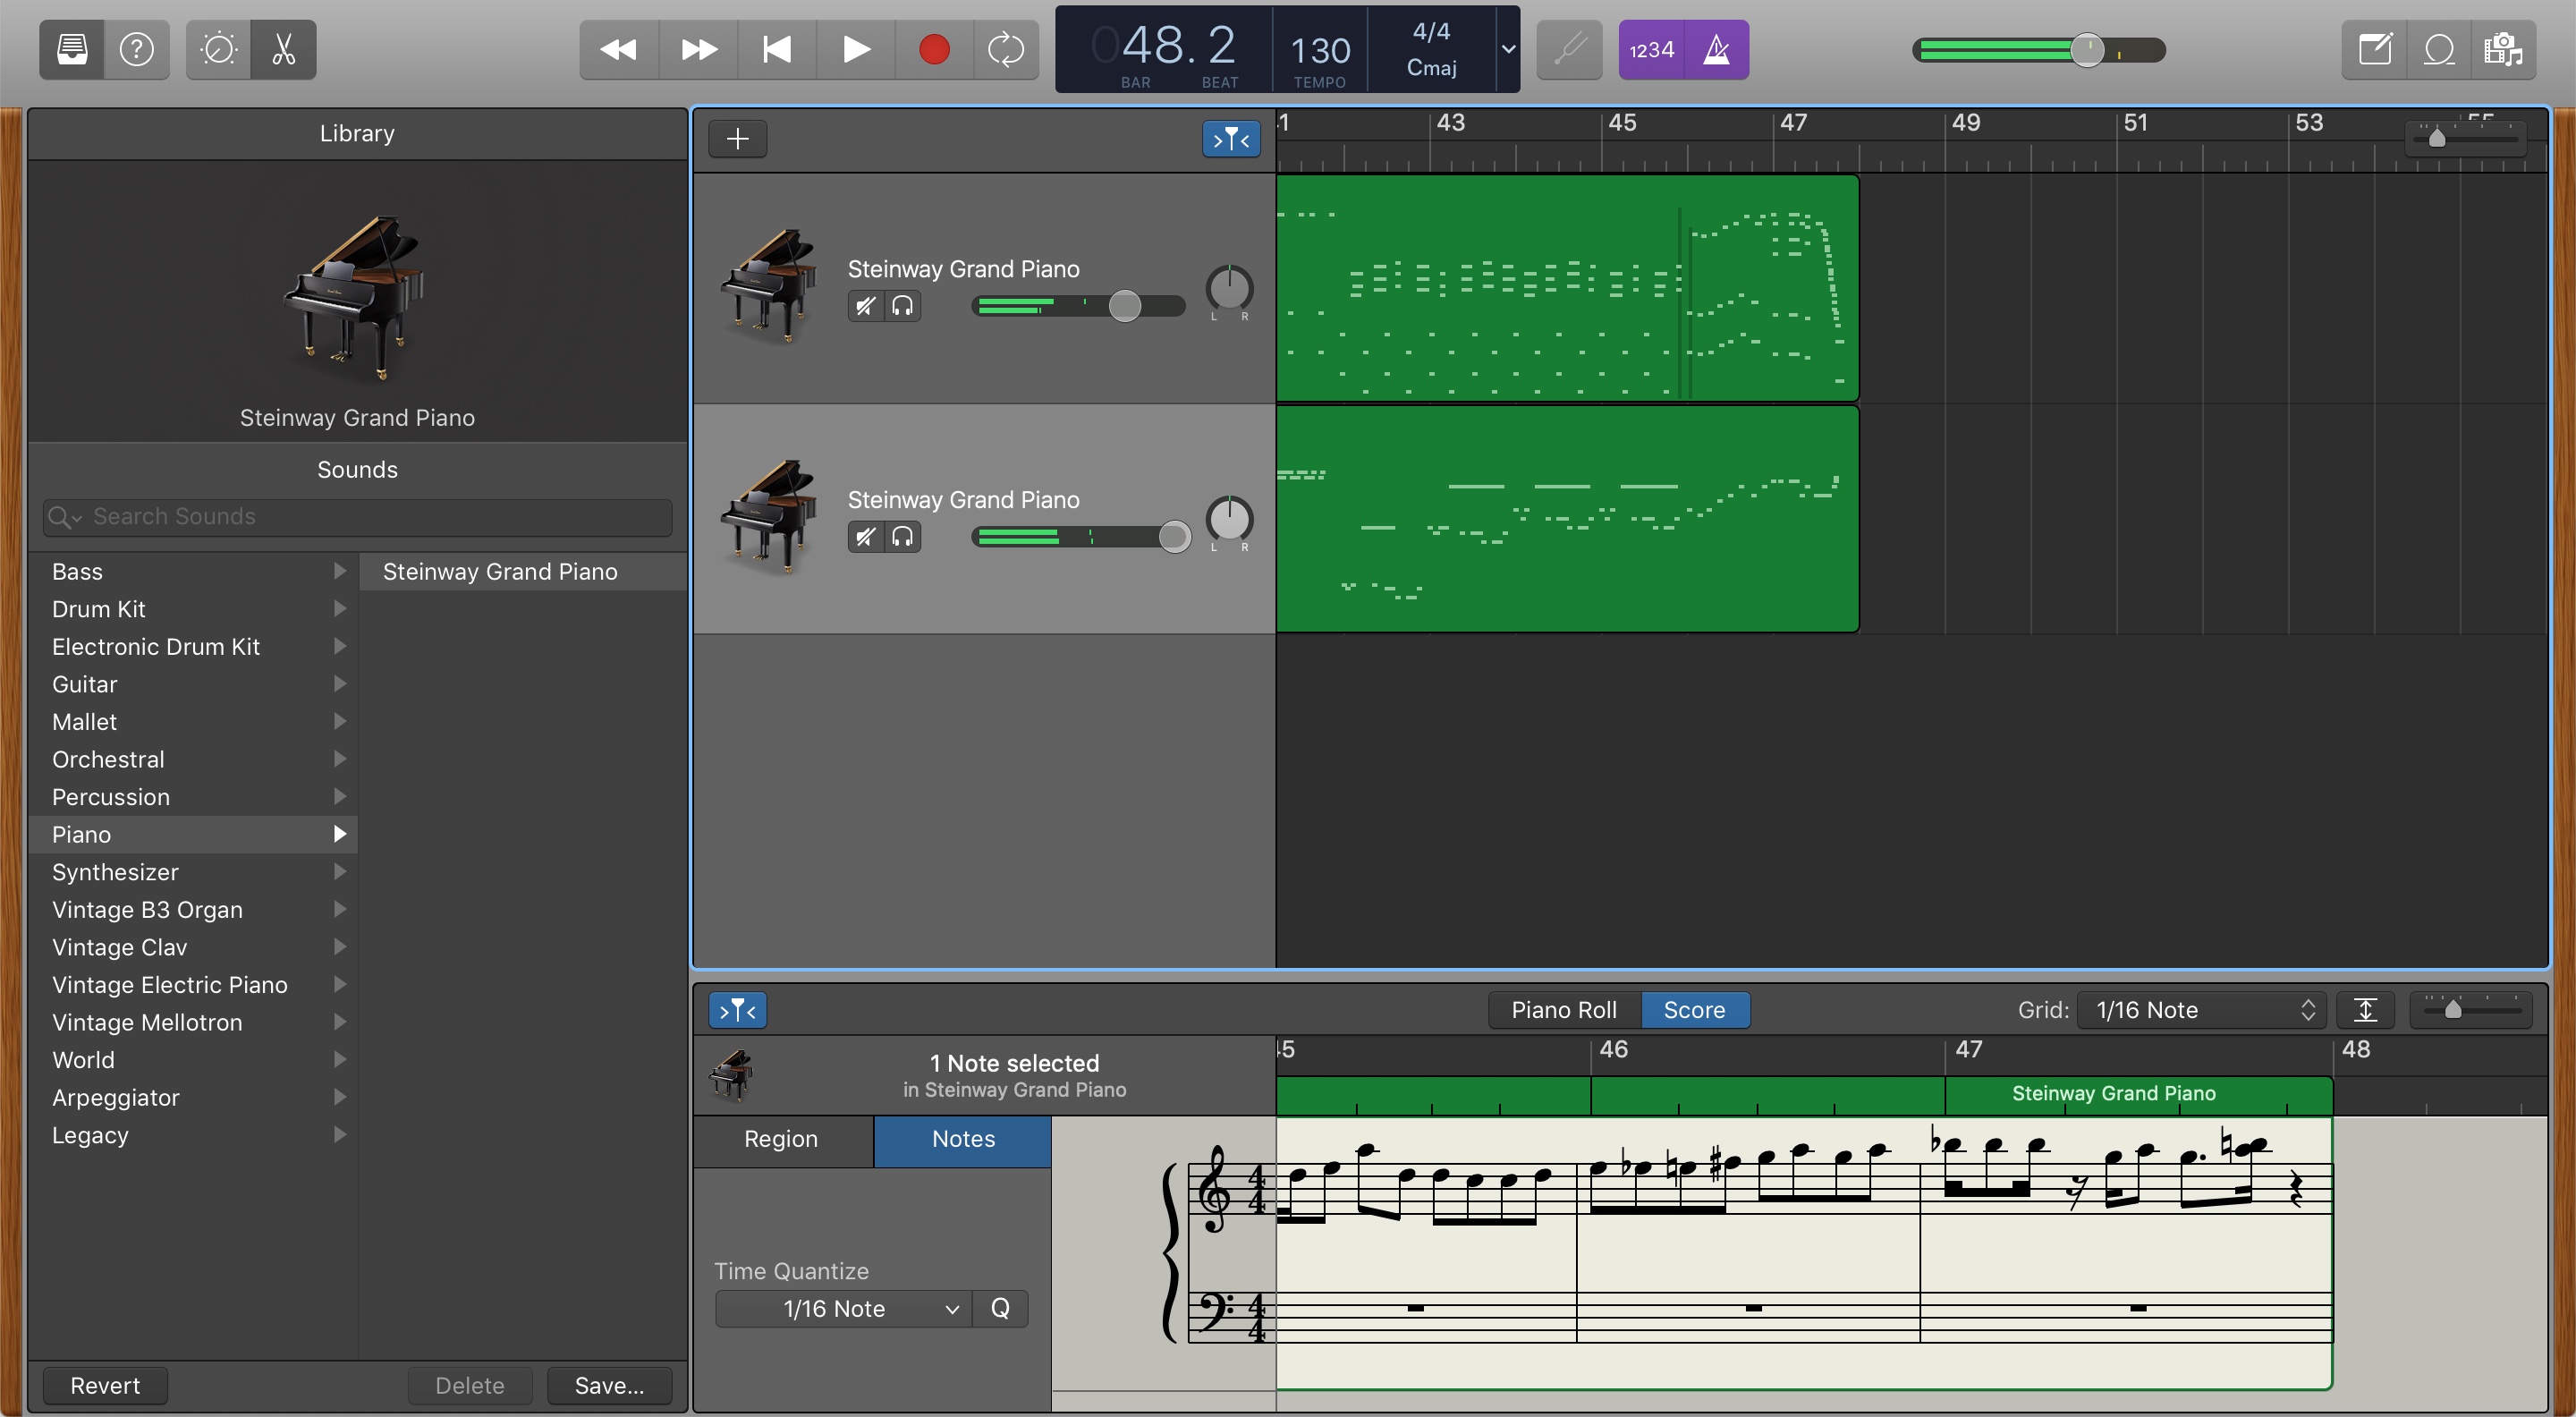 048. 2
130
4/4
Cmaj
BAR
BEAT
TEMPO
1234
Library
Steinway Grand Piano
Sounds
Search Sounds
Bass
Drum Kit
Electronic Drum Kit
Guitar
Mallet
Orchestral
Percussion
Piano
Synthesizer
Vintage B3 Organ
Vintage Clav
Vintage Electric Piano
Vintage Mellotron
World
Arpeggiator
Legacy
Steinway Grand Piano
Revert
Delete
Save...
43 45 47 49 51 53
Steinway Grand Piano
L R
Steinway Grand Piano
L R
Piano Roll
Score
Grid: 1/16 Note
1 Note selected
in Steinway Grand Piano
46 47 48
Steinway Grand Piano
Region
Notes
4
4
4
4
Time Quantize
1/16 Note
Q